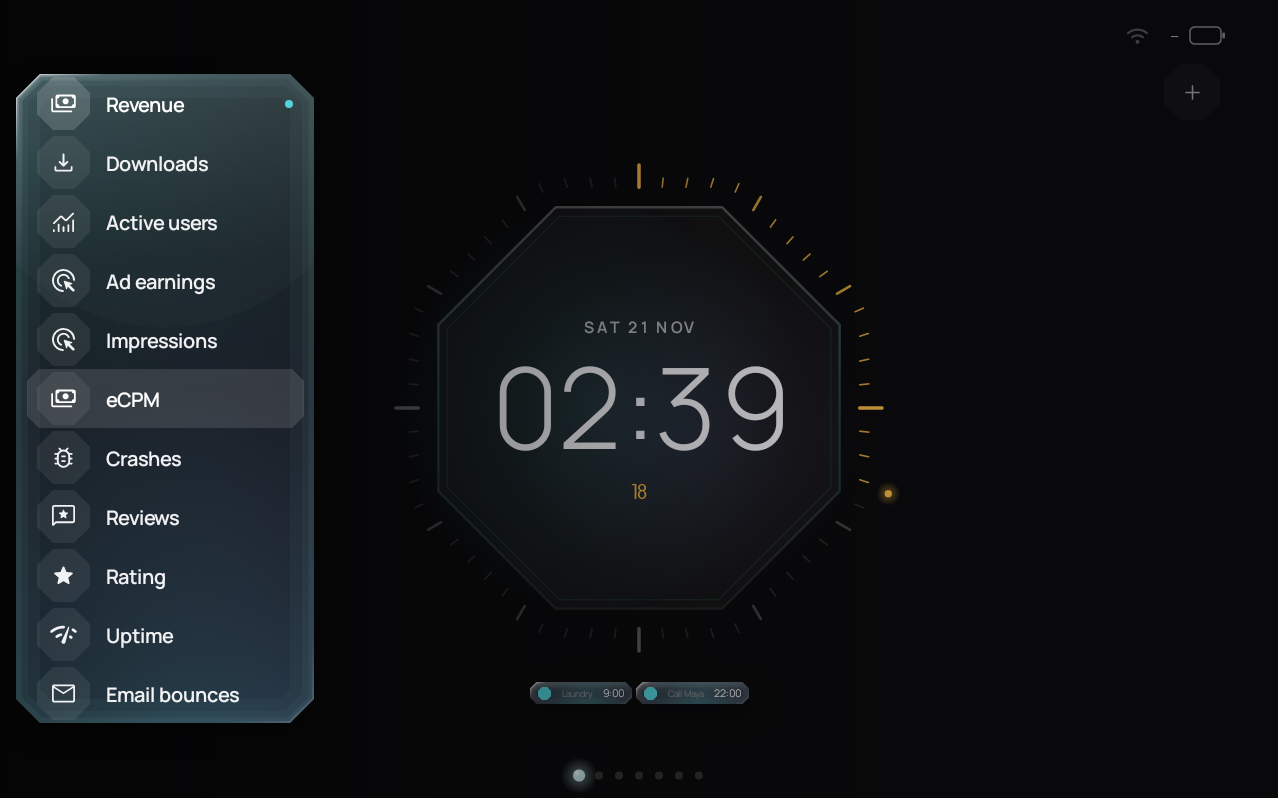 Revenue
Downloads
Active users
Ad earnings
Impressions
eCPM
Crashes
Reviews
Rating
Uptime
Email bounces
–
+
SAT 21 NOV
02:39
18
Laundry 9:00
Call Maya 22:00